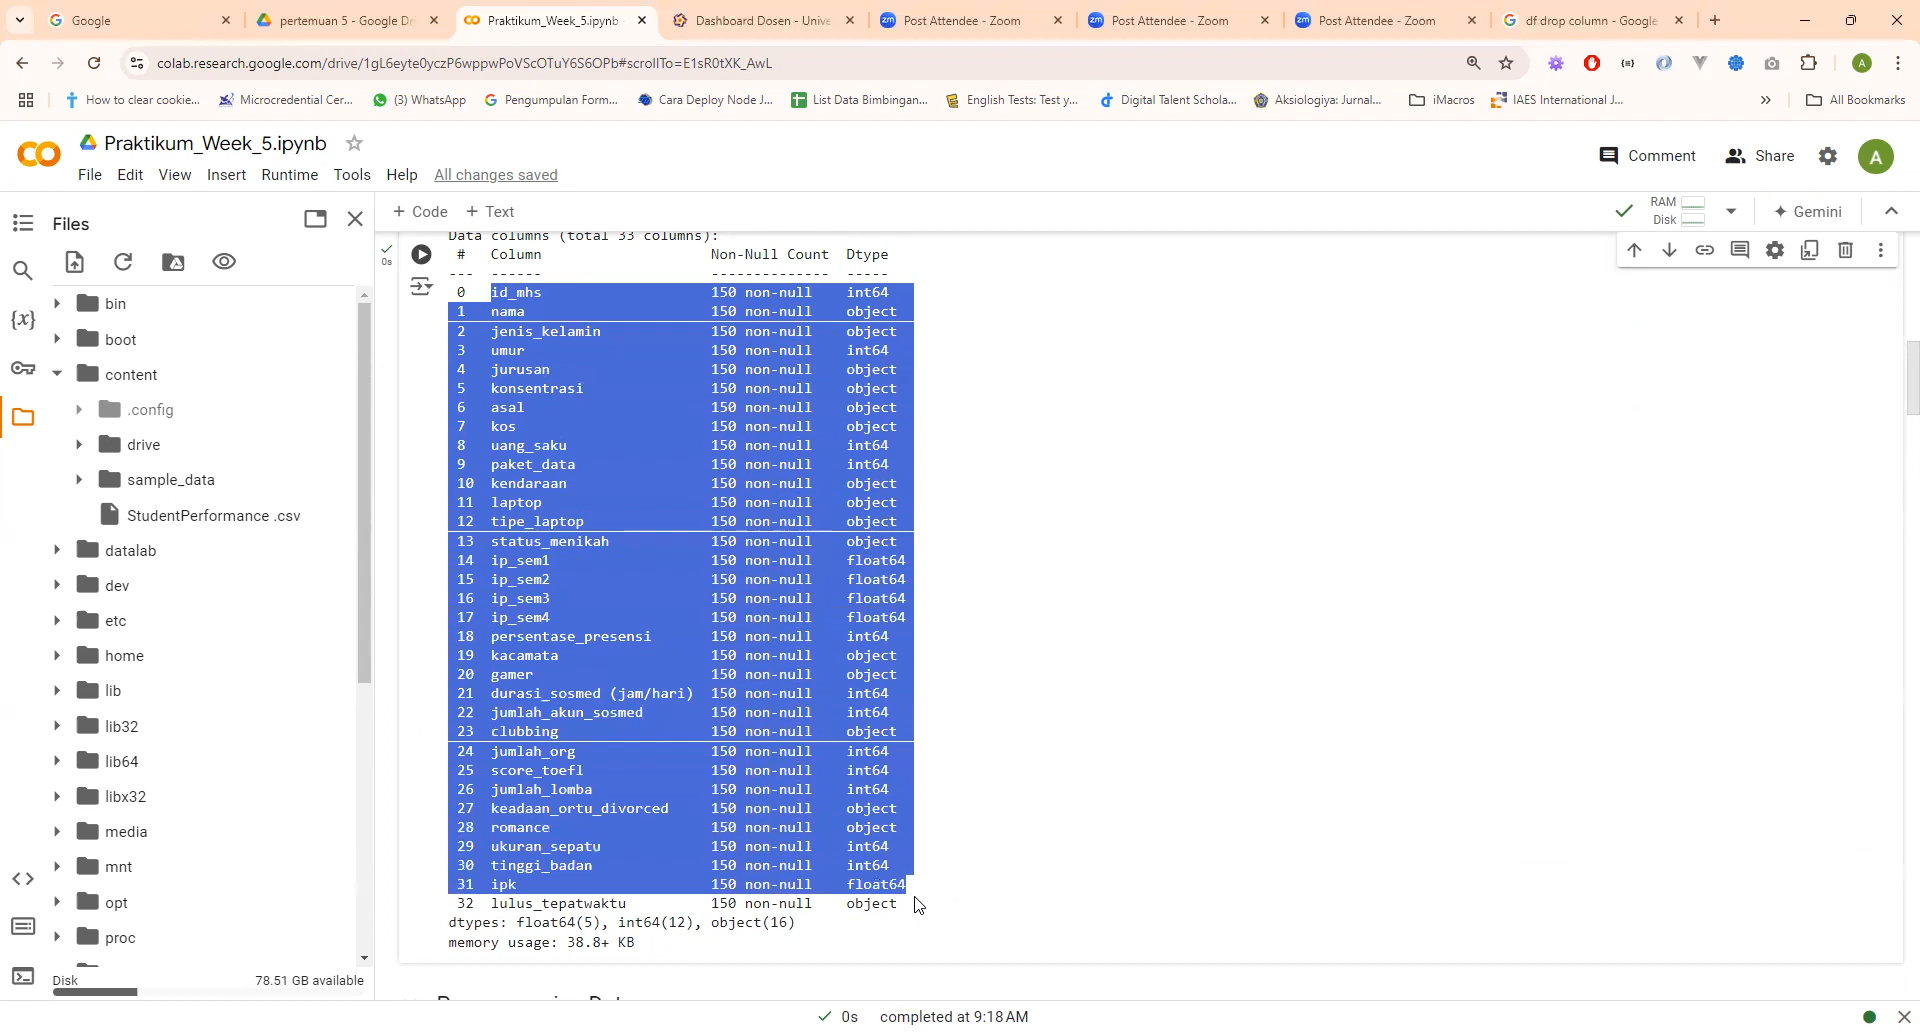 Google
pertemuan 5 - Google Dr
Praktikum_Week_5.ipynb
Dashboard Dosen - Unive
Post Attendee - Zoom
Post Attendee - Zoom
Post Attendee - Zoom
df drop column - Google
colab.research.google.com/drive/1gL6eyte0yczP6wppwPoVScOTuY6S6OPb#scrollTo=E1sR0tXK_AwL
A
How to clear cookie...
Microcredential Cer...
(3) WhatsApp
Pengumpulan Form...
Cara Deploy Node J...
List Data Bimbingan...
English Tests: Test y...
Digital Talent Schola...
Aksiologiya: Jurnal...
iMacros
IAES International J...
All Bookmarks
Praktikum_Week_5.ipynb
Comment
Share
A
File Edit View Insert Runtime Tools Help All changes saved
Files
+ Code + Text
RAM
Disk
Gemini
bin
boot
content
.config
drive
sample_data
StudentPerformance .csv
datalab
dev
etc
home
lib
lib32
lib64
libx32
media
mnt
opt
proc
Disk 78.51 GB available
0s
Data columns (total 33 columns):
# Column Non-Null Count Dtype
--- ------ -------------- -----
0 id_mhs 150 non-null int64
1 nama 150 non-null object
2 jenis_kelamin 150 non-null object
3 umur 150 non-null int64
4 jurusan 150 non-null object
5 konsentrasi 150 non-null object
6 asal 150 non-null object
7 kos 150 non-null object
8 uang_saku 150 non-null int64
9 paket_data 150 non-null int64
10 kendaraan 150 non-null object
11 laptop 150 non-null object
12 tipe_laptop 150 non-null object
13 status_menikah 150 non-null object
14 ip_sem1 150 non-null float64
15 ip_sem2 150 non-null float64
16 ip_sem3 150 non-null float64
17 ip_sem4 150 non-null float64
18 persentase_presensi 150 non-null int64
19 kacamata 150 non-null object
20 gamer 150 non-null object
21 durasi_sosmed (jam/hari) 150 non-null int64
22 jumlah_akun_sosmed 150 non-null int64
23 clubbing 150 non-null object
24 jumlah_org 150 non-null int64
25 score_toefl 150 non-null int64
26 jumlah_lomba 150 non-null int64
27 keadaan_ortu_divorced 150 non-null object
28 romance 150 non-null object
29 ukuran_sepatu 150 non-null int64
30 tinggi_badan 150 non-null int64
31 ipk 150 non-null float64
32 lulus_tepatwaktu 150 non-null object
dtypes: float64(5), int64(12), object(16)
memory usage: 38.8+ KB
0s completed at 9:18 AM